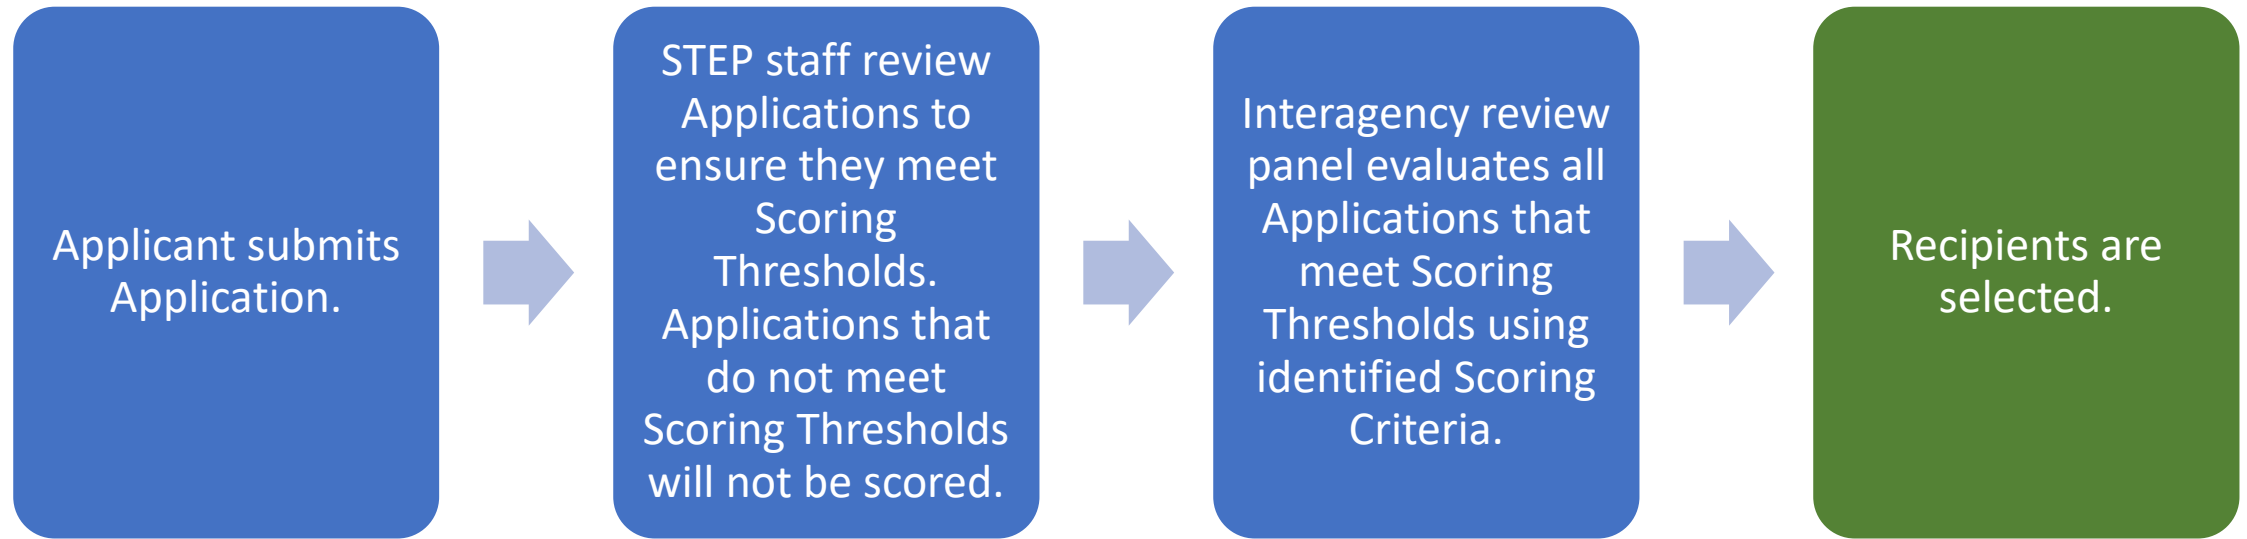 Applicant submits
Application.
STEP staff review
Applications to
ensure they meet
Scoring
Thresholds.
Applications that
do not meet
Scoring Thresholds
will not be scored.
Interagency review
panel evaluates all
Applications that
meet Scoring
Thresholds using
identified Scoring
Criteria.
Recipients are
selected.